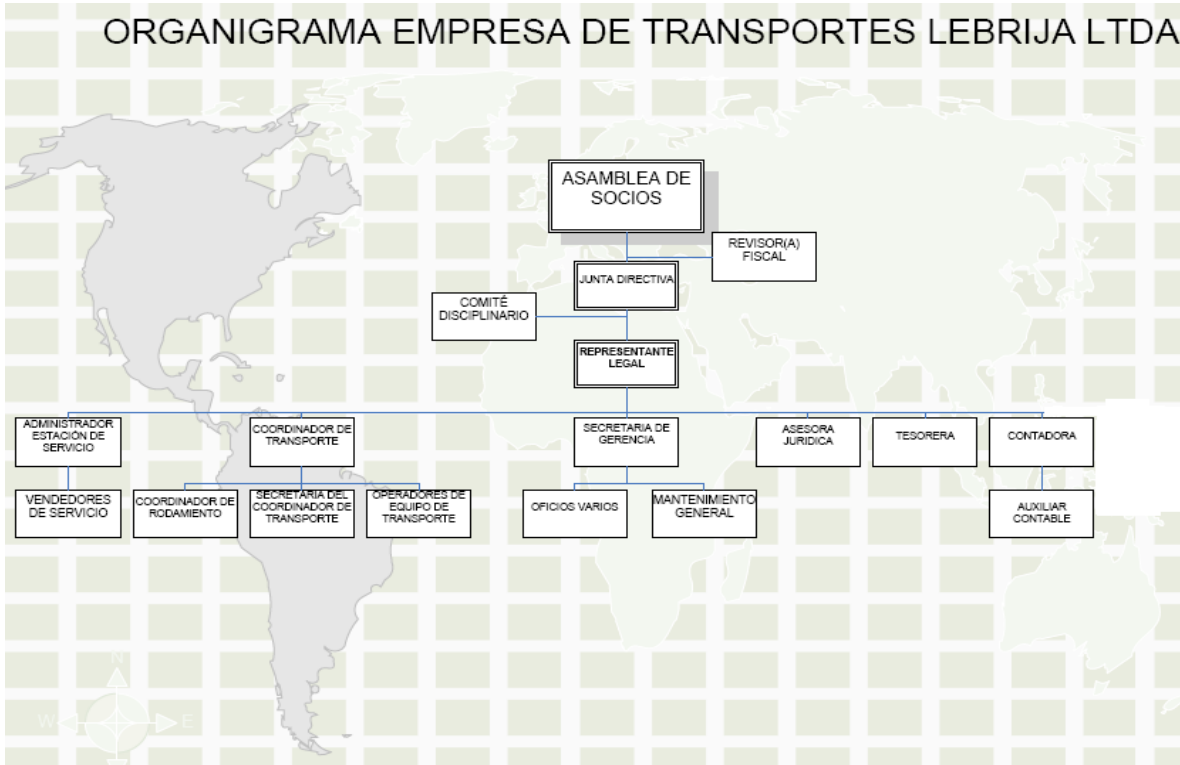 ORGANIGRAMA EMPRESA DE TRANSPORTES LEBRIJA LTDA
ASAMBLEA DE
SOCIOS
REVISOR(A)
FISCAL
JUNTA DIRECTIVA
COMITÉ
DISCIPLINARIO
REPRESENTANTE
LEGAL
ADMINISTRADOR
ESTACIÓN DE
SERVICIO
COORDINADOR DE
TRANSPORTE
SECRETARIA DE
GERENCIA
ASESORA
JURIDICA
TESORERA
CONTADORA
VENDEDORES
DE SERVICIO
COORDINADOR DE
RODAMIENTO
SECRETARIA DEL
COORDINADOR DE
TRANSPORTE
OPERADORES DE
EQUIPO DE
TRANSPORTE
OFICIOS VARIOS
MANTENIMIENTO
GENERAL
AUXILIAR
CONTABLE
N
W
E